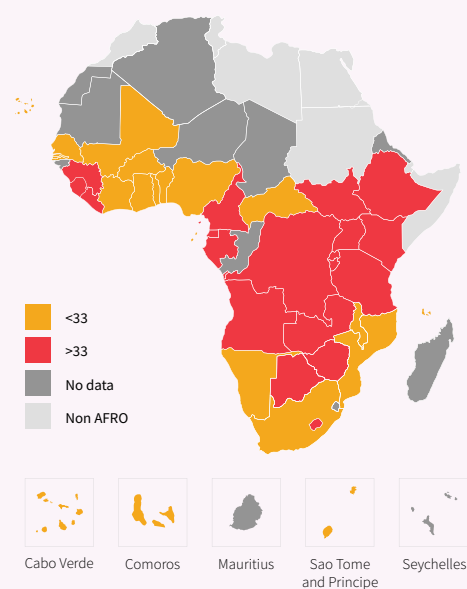 <33
>33
No data
Non AFRO
Cabo Verde
Comoros
Mauritius
Sao Tome
and Principe
Seychelles